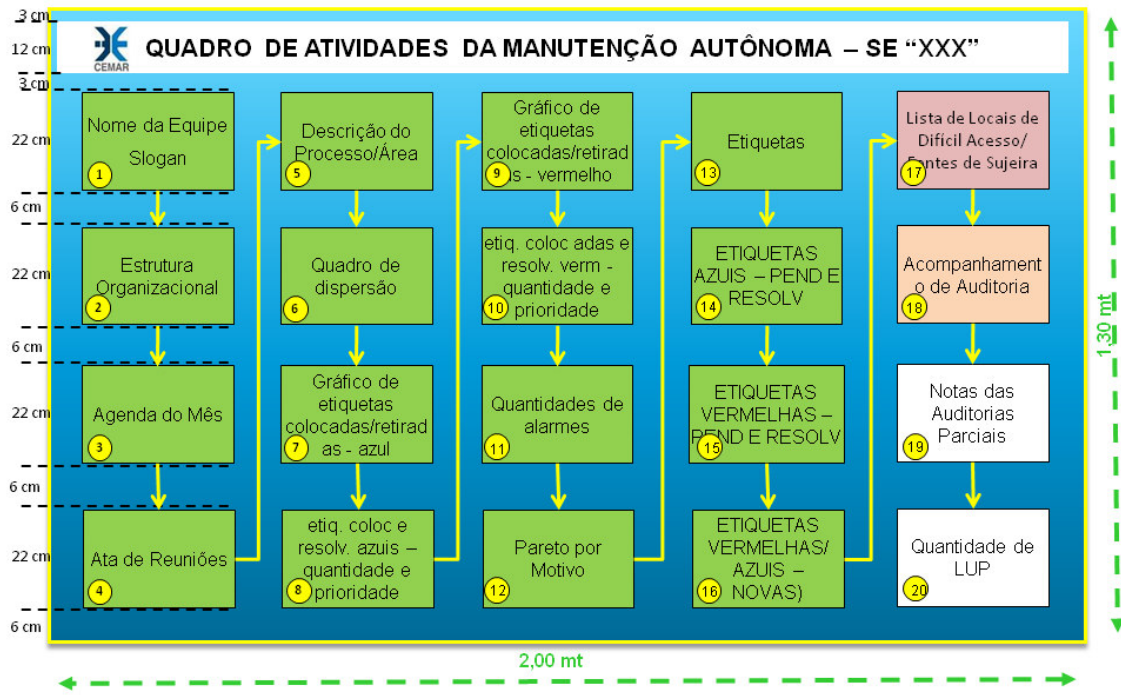 3 cm
12 cm
3 cm
22 cm
6 cm
22 cm
6 cm
22 cm
6 cm
22 cm
6 cm
CEMAR
QUADRO DE ATIVIDADES DA MANUTENÇÃO AUTÔNOMA – SE “XXX”
Nome da Equipe
Slogan
1
Estrutura
Organizacional
2
Agenda do Mês
3
Ata de Reuniões
4
Descrição do
Processo/Área
5
Quadro de
dispersão
6
Gráfico de
etiquetas
colocadas/retirad
as - azul
7
etiq. coloc e
resolv. azuis –
quantidade e
prioridade
8
Gráfico de
etiquetas
colocadas/retirad
as - vermelho
9
etiq. coloc adas e
resolv. verm -
quantidade e
prioridade
10
Quantidades de
alarmes
11
Pareto por
Motivo
12
Etiquetas
13
ETIQUETAS
AZUIS – PEND E
RESOLV
14
ETIQUETAS
VERMELHAS –
PEND E RESOLV
15
ETIQUETAS
VERMELHAS/
AZUIS –
NOVAS)
16
Lista de Locais de
Difícil Acesso/
Fontes de Sujeira
17
Acompanhament
o de Auditoria
18
Notas das
Auditorias
Parciais
19
Quantidade de
LUP
20
1,30 mt
2,00 mt